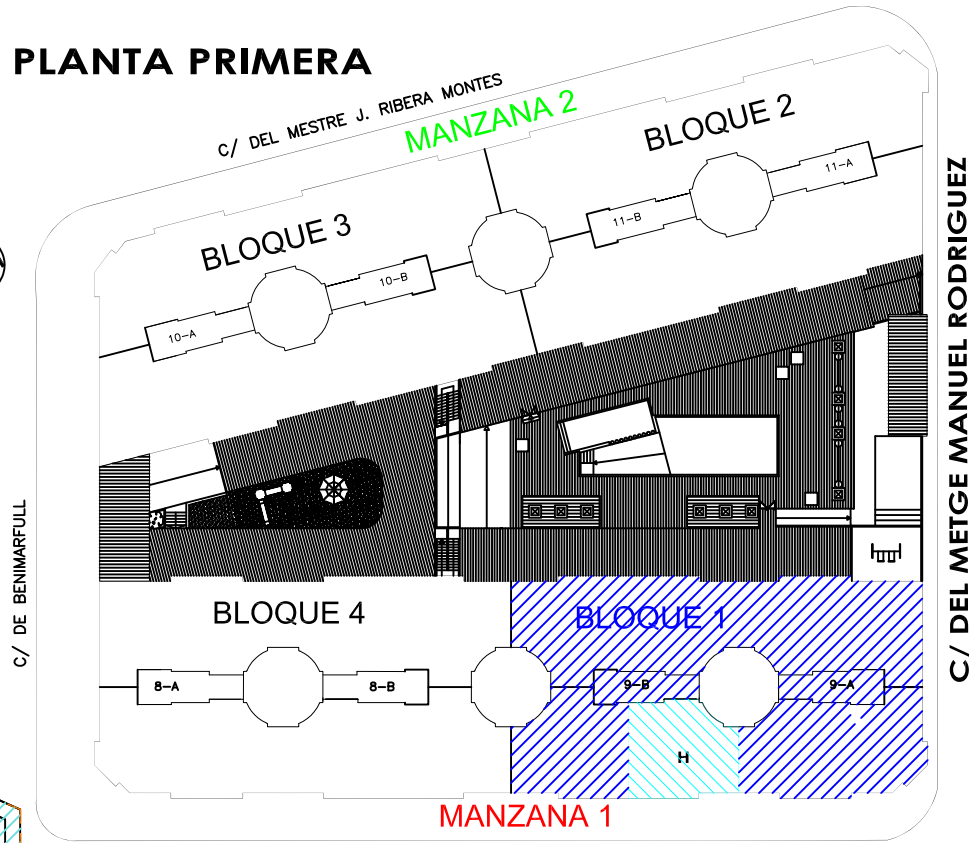 PLANTA PRIMERA
C/ DEL MESTRE J. RIBERA MONTES
MANZANA 2
BLOQUE 2
11-A
11-B
BLOQUE 3
10-B
10-A
C/ DEL METGE MANUEL RODRIGUEZ
C/ DE BENIMARFULL
BLOQUE 4
BLOQUE 1
8-A
8-B
9-B
9-A
H
MANZANA 1